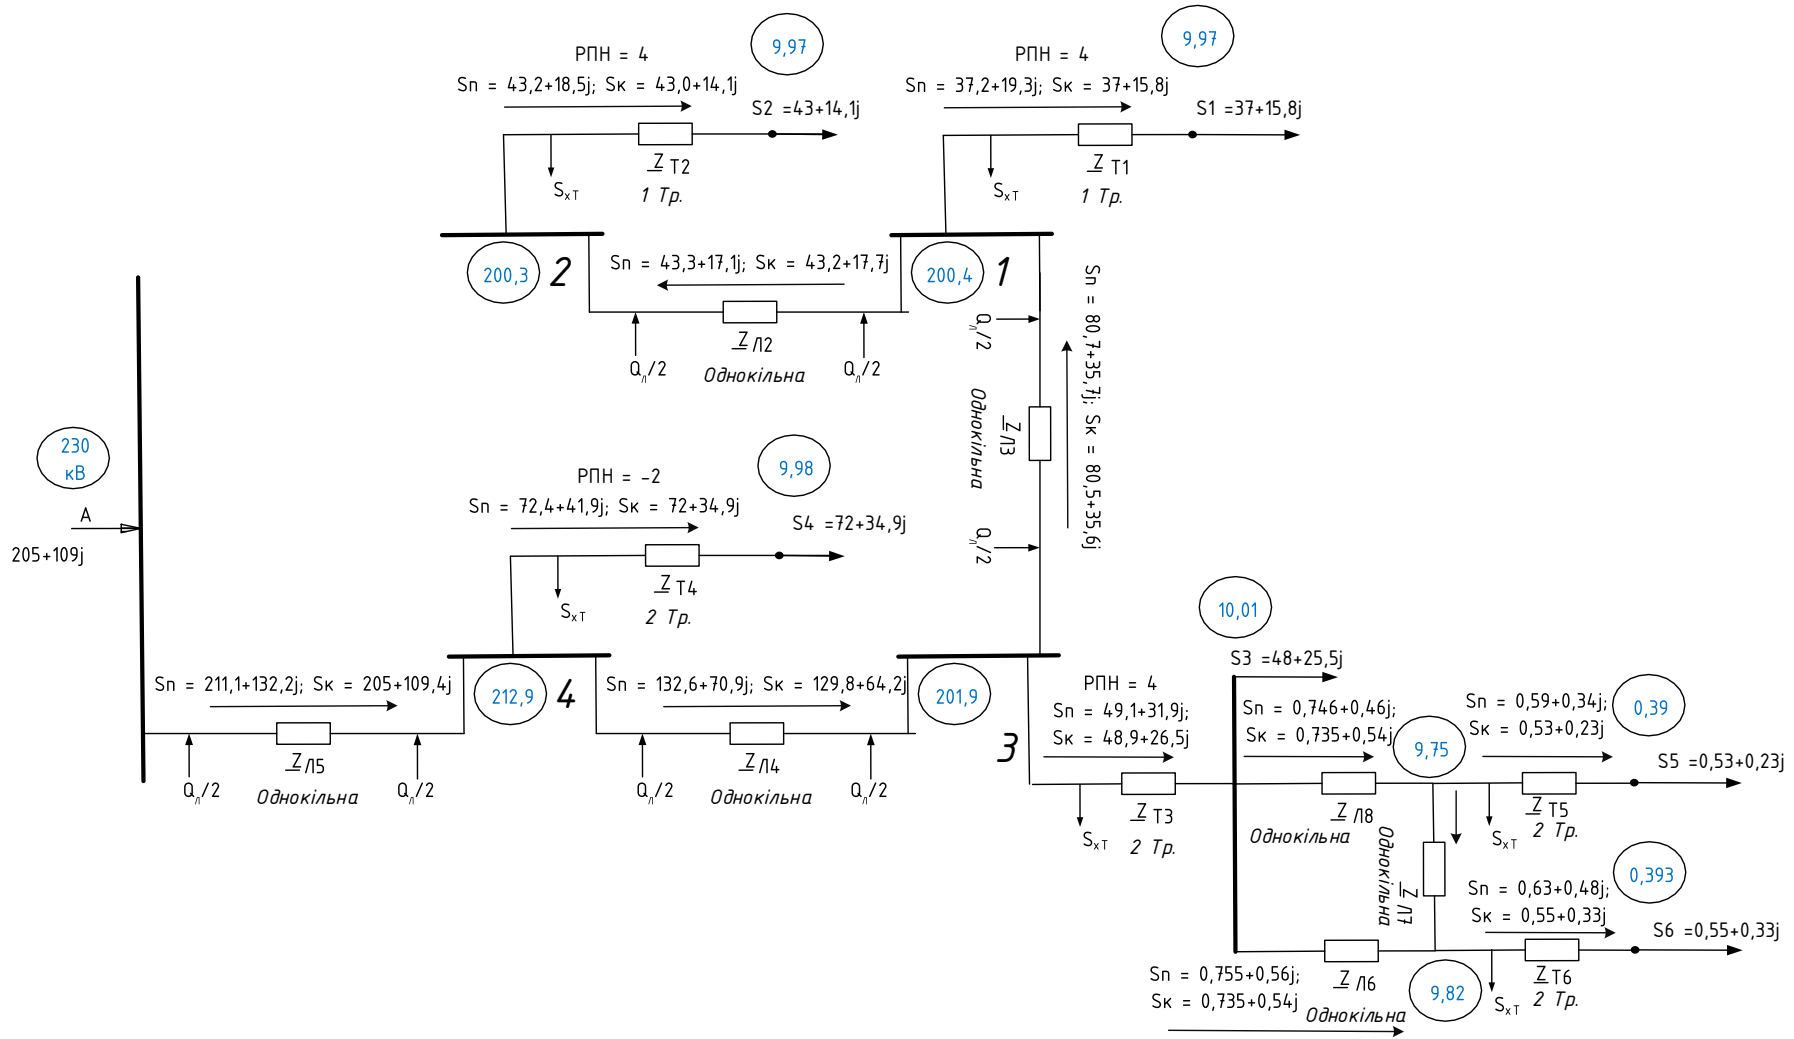 9,97
РПН = 4
Sп = 43,2+18,5j; Sк = 43,0+14,1j
S2 =43+14,1j
Z Т2
1 Тр.
SхТ
9,97
РПН = 4
Sп = 37,2+19,3j; Sк = 37+15,8j
S1 =37+15,8j
Z Т1
1 Тр.
SхТ
200,3
2
Sп = 43,3+17,1j; Sк = 43,2+17,7j
200,4
1
Qл/2
Z Л2
Qл/2
Однокільна
Qл/2
Sп = 80,7+35,7j; Sк = 80,5+35,6j
Z Л3
Однокільна
Qл/2
230
кВ
А
205+109j
9,98
РПН = -2
Sп = 72,4+41,9j; Sк = 72+34,9j
S4 =72+34,9j
Z Т4
2 Тр.
SхТ
Sп = 211,1+132,2j; Sк = 205+109,4j
212,9
4
Sп = 132,6+70,9j; Sк = 129,8+64,2j
201,9
3
Z Л5
Qл/2
Однокільна
Qл/2
Z Л4
Qл/2
Однокільна
Qл/2
10,01
S3 =48+25,5j
РПН = 4
Sп = 49,1+31,9j;
Sк = 48,9+26,5j
Z Т3
SхТ
2 Тр.
Sп = 0,746+0,46j;
Sк = 0,735+0,54j
9,75
Sп = 0,59+0,34j;
Sк = 0,53+0,23j
0,39
S5 =0,53+0,23j
Z Л8
Однокільна
Z Т5
2 Тр.
SхТ
Z Л7
Однокільна
Sп = 0,63+0,48j;
Sк = 0,55+0,33j
0,393
S6 =0,55+0,33j
Sп = 0,755+0,56j;
Sк = 0,735+0,54j
Z Л6
Однокільна
9,82
Z Т6
2 Тр.
SхТ